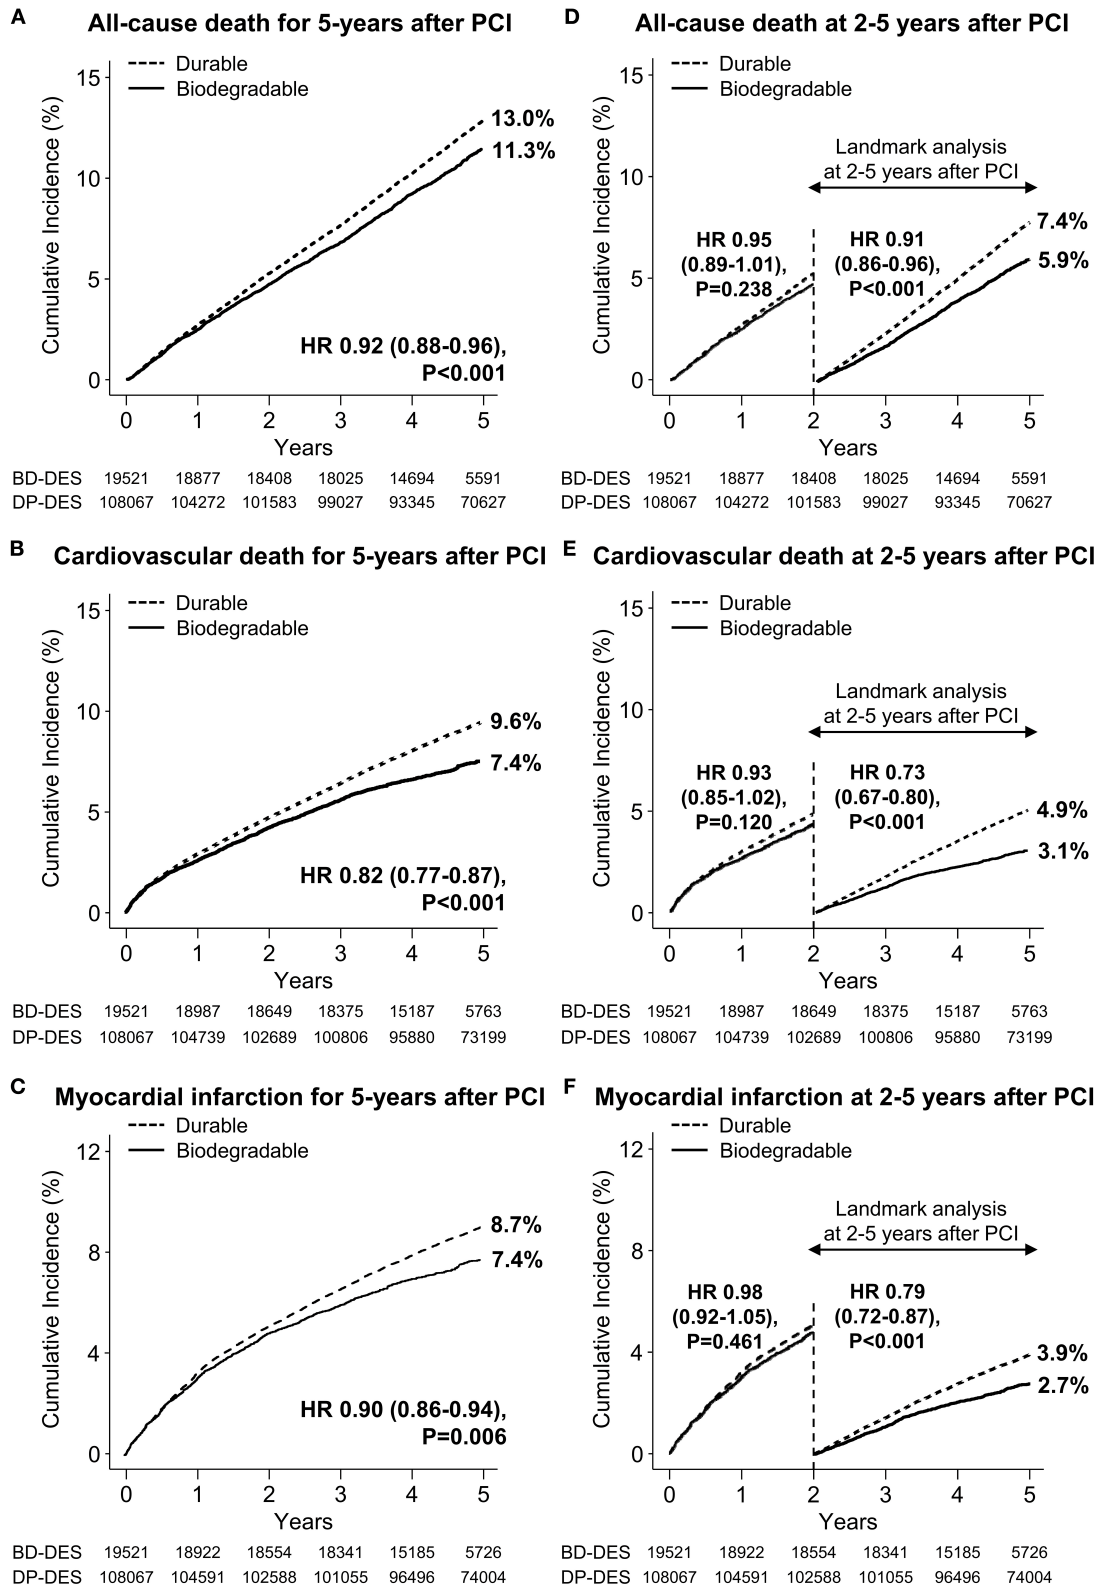 A
All-cause death for 5-years after PCI
Durable
Biodegradable
Cumulative Incidence (%)
15
10
5
0
13.0%
11.3%
HR 0.92 (0.88-0.96),
P<0.001
0 1 2 3 4 5
Years
BD-DES 19521 18877 18408 18025 14694 5591
DP-DES 108067 104272 101583 99027 93345 70627
D
All-cause death at 2-5 years after PCI
Durable
Biodegradable
Cumulative Incidence (%)
15
10
5
0
Landmark analysis
at 2-5 years after PCI
HR 0.95
(0.89-1.01),
P=0.238
HR 0.91
(0.86-0.96),
P<0.001
7.4%
5.9%
0 1 2 3 4 5
Years
BD-DES 19521 18877 18408 18025 14694 5591
DP-DES 108067 104272 101583 99027 93345 70627
B
Cardiovascular death for 5-years after PCI
Durable
Biodegradable
Cumulative Incidence (%)
15
10
5
0
9.6%
7.4%
HR 0.82 (0.77-0.87),
P<0.001
0 1 2 3 4 5
Years
BD-DES 19521 18987 18649 18375 15187 5763
DP-DES 108067 104739 102689 100806 95880 73199
E
Cardiovascular death at 2-5 years after PCI
Durable
Biodegradable
Cumulative Incidence (%)
15
10
5
0
Landmark analysis
at 2-5 years after PCI
HR 0.93
(0.85-1.02),
P=0.120
HR 0.73
(0.67-0.80),
P<0.001
4.9%
3.1%
0 1 2 3 4 5
Years
BD-DES 19521 18987 18649 18375 15187 5763
DP-DES 108067 104739 102689 100806 95880 73199
C
Myocardial infarction for 5-years after PCI
Durable
Biodegradable
Cumulative Incidence (%)
12
8
4
0
8.7%
7.4%
HR 0.90 (0.86-0.94),
P=0.006
0 1 2 3 4 5
Years
BD-DES 19521 18922 18554 18341 15185 5726
DP-DES 108067 104591 102588 101055 96496 74004
F
Myocardial infarction at 2-5 years after PCI
Durable
Biodegradable
Cumulative Incidence (%)
12
8
4
0
Landmark analysis
at 2-5 years after PCI
HR 0.98
(0.92-1.05),
P=0.461
HR 0.79
(0.72-0.87),
P<0.001
3.9%
2.7%
0 1 2 3 4 5
Years
BD-DES 19521 18922 18554 18341 15185 5726
DP-DES 108067 104591 102588 101055 96496 74004